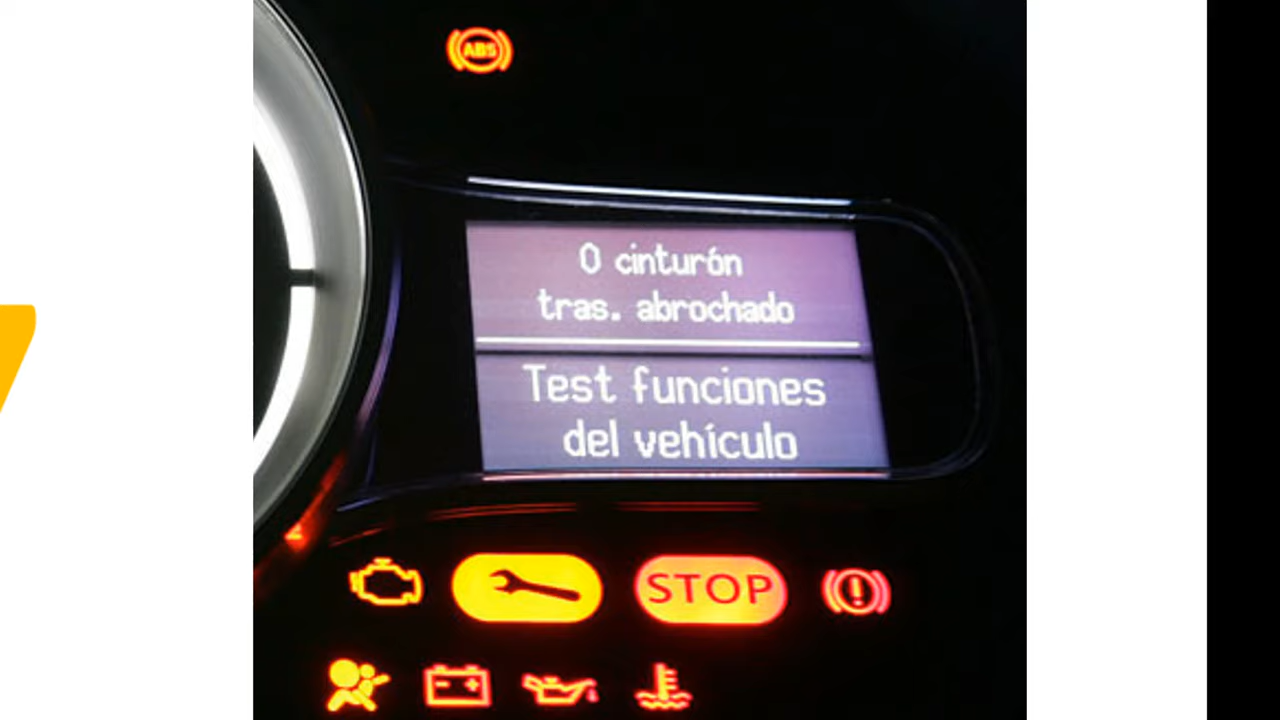 ABS
0 cinturón
tras. abrochado
Test funciones
del vehículo
STOP